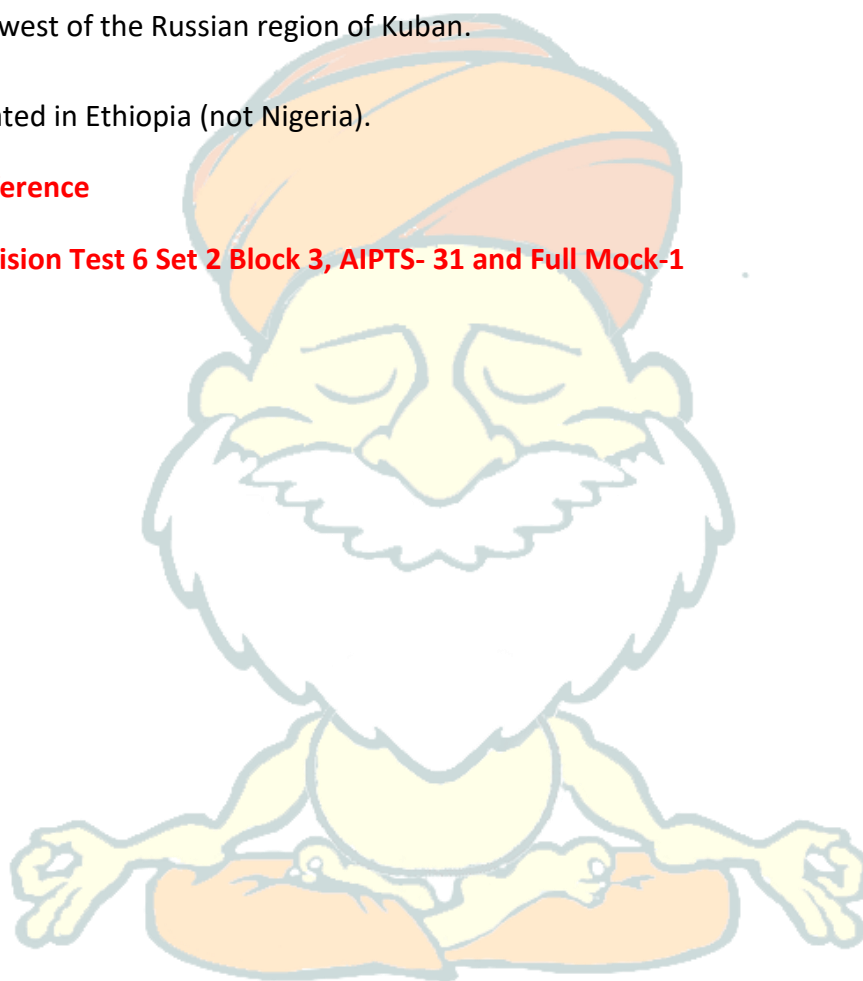 west of the Russian region of Kuban.
ated in Ethiopia (not Nigeria).
erence
ision Test 6 Set 2 Block 3, AIPTS- 31 and Full Mock-1